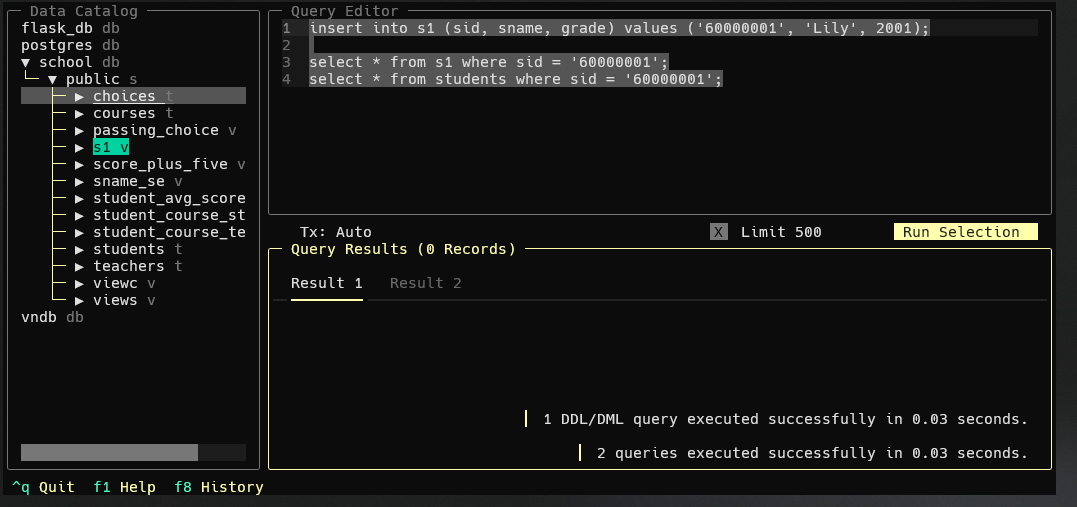 Data Catalog
flask_db db
postgres db
▼ school db
▼ public s
▶ choices t
▶ courses t
▶ passing_choice v
▶ s1 v
▶ score_plus_five v
▶ sname_se v
▶ student_avg_score
▶ student_course_st
▶ student_course_te
▶ students t
▶ teachers t
▶ viewc v
▶ views v
vndb db
Query Editor
1 insert into s1 (sid, sname, grade) values ('60000001', 'Lily', 2001);
2
3 select * from s1 where sid = '60000001';
4 select * from students where sid = '60000001';
Tx: Auto
X Limit 500
Run Selection
Query Results (0 Records)
Result 1 Result 2
1 DDL/DML query executed successfully in 0.03 seconds.
2 queries executed successfully in 0.03 seconds.
^q Quit f1 Help f8 History